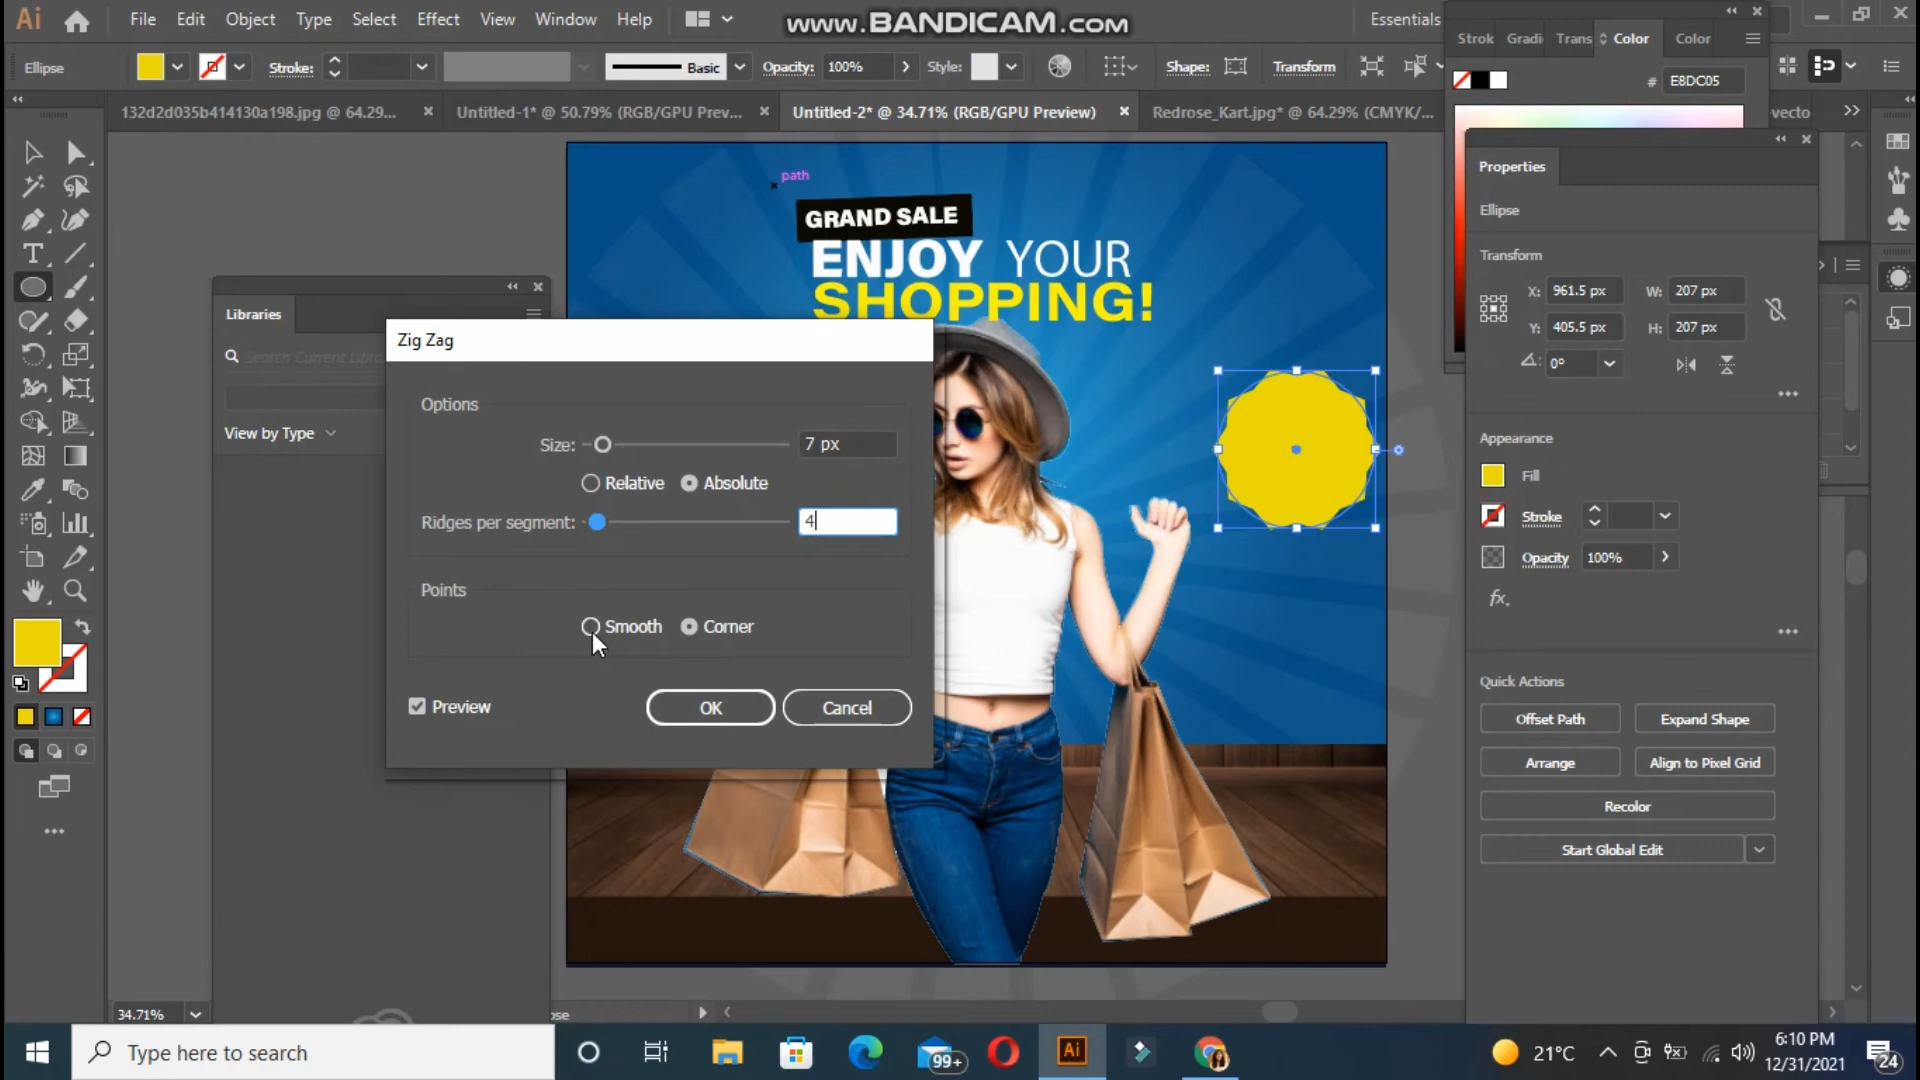 Ai File Edit Object Type Select Effect View Window Help
www.BANDICAM.com
Essentials
Ellipse Stroke: Basic Opacity: 100% Style: Shape: Transform
Strok Gradi Trans Color Color
# E8DC05
132d2d035b414130a198.jpg @ 64.29... × Untitled-1* @ 50.79% (RGB/GPU Prev... × Untitled-2* @ 34.71% (RGB/GPU Preview) × Redrose_Kart.jpg* @ 64.29% (CMYK/... vecto
path
GRAND SALE
ENJOY YOUR
SHOPPING!
Libraries
Search Current Libr
View by Type
Zig Zag
Options
Size: 7 px
Relative Absolute
Ridges per segment: 4
Points
Smooth Corner
Preview OK Cancel
Properties
Ellipse
Transform
X: 961.5 px W: 207 px
Y: 405.5 px H: 207 px
0°
Appearance
Fill
Stroke
Opacity 100%
fx.
Quick Actions
Offset Path Expand Shape
Arrange Align to Pixel Grid
Recolor
Start Global Edit
34.71%
Type here to search
99+
Ai
21°C
6:10 PM
12/31/2021
24